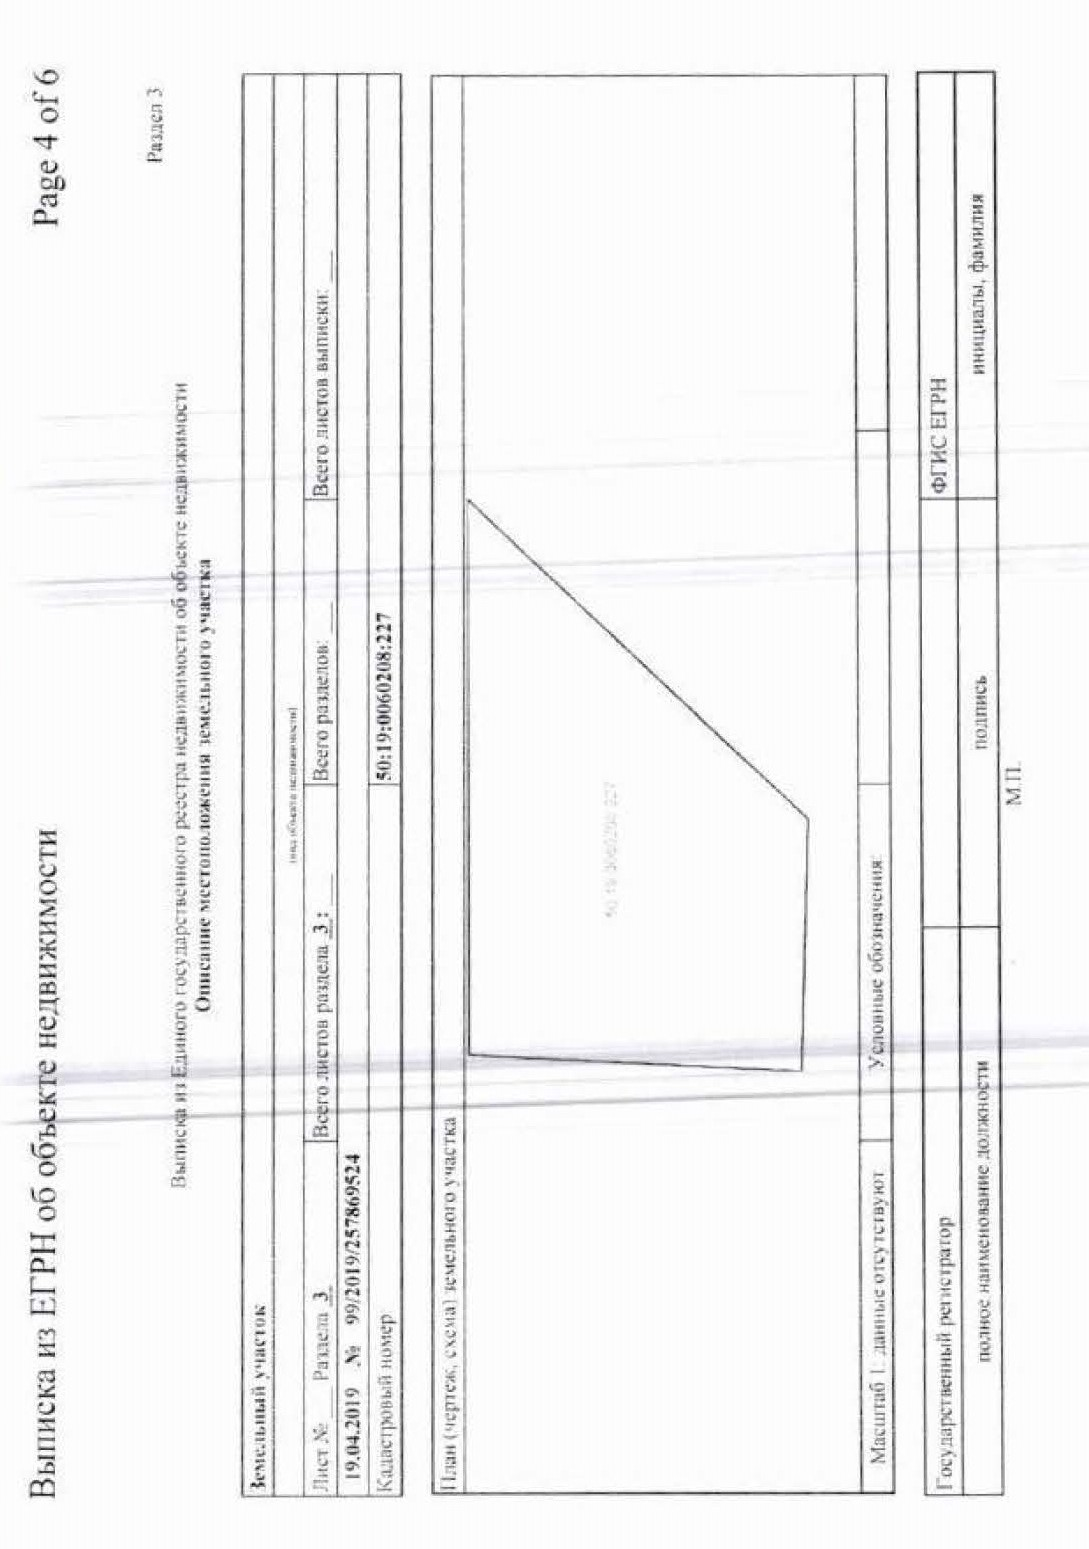 Выписка из ЕГРН об объекте недвижимости Page 4 of 6
Раздел 3
Выписка из Единого государственного реестра недвижимости об объекте недвижимости
Описание местоположения земельного участка
Земельный участок
(вид объекта недвижимости)
Лист № ___ Раздела 3 Всего листов раздела 3 : ___ Всего разделов: ___ Всего листов выписки: ___
19.04.2019 № 99/2019/257869524
Кадастровый номер 50:19:0060208:227
План (чертеж, схема) земельного участка
50:19:0060208:227
Масштаб 1: данные отсутствуют Условные обозначения:
Государственный регистратор ФГИС ЕГРН
полное наименование должности подпись инициалы, фамилия
М.П.